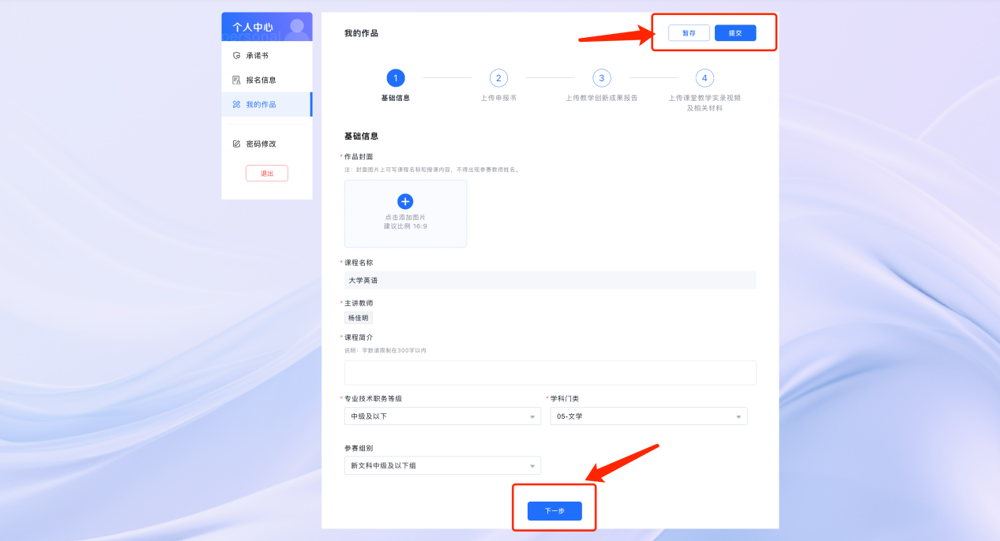 个人中心
personal
承诺书
报名信息
我的作品
密码修改
退出
我的作品
暂存
提交
1
2
3
4
基础信息
上传申报书
上传教学创新成果报告
上传课堂教学实录视频
及相关材料
基础信息
*作品封面
注：封面图片上可写课程名称和授课内容，不得出现参赛教师姓名。
点击添加图片
建议比例 16:9
*课程名称
大学英语
*主讲教师
杨佳明
*课程简介
说明：字数请限制在300字以内
*专业技术职务等级
*学科门类
中级及以下
05-文学
参赛组别
新文科中级及以下组
下一步